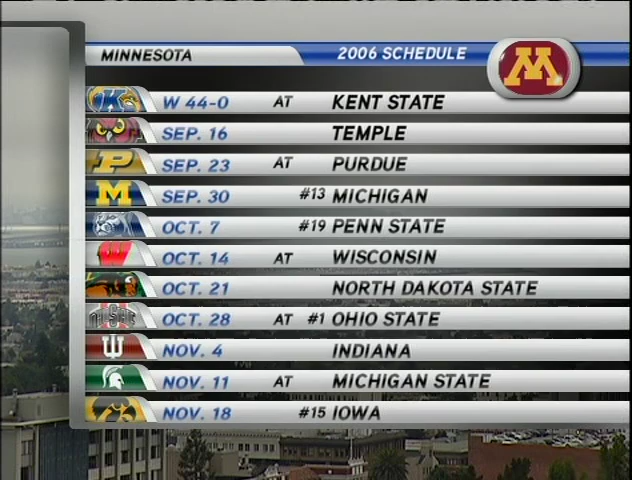 MINNESOTA 2006 SCHEDULE M
W 44-0 AT KENT STATE
SEP. 16 TEMPLE
P SEP. 23 AT PURDUE
M SEP. 30 #13 MICHIGAN
OCT. 7 #19 PENN STATE
W OCT. 14 AT WISCONSIN
OCT. 21 NORTH DAKOTA STATE
OCT. 28 AT #1 OHIO STATE
NOV. 4 INDIANA
NOV. 11 AT MICHIGAN STATE
NOV. 18 #15 IOWA